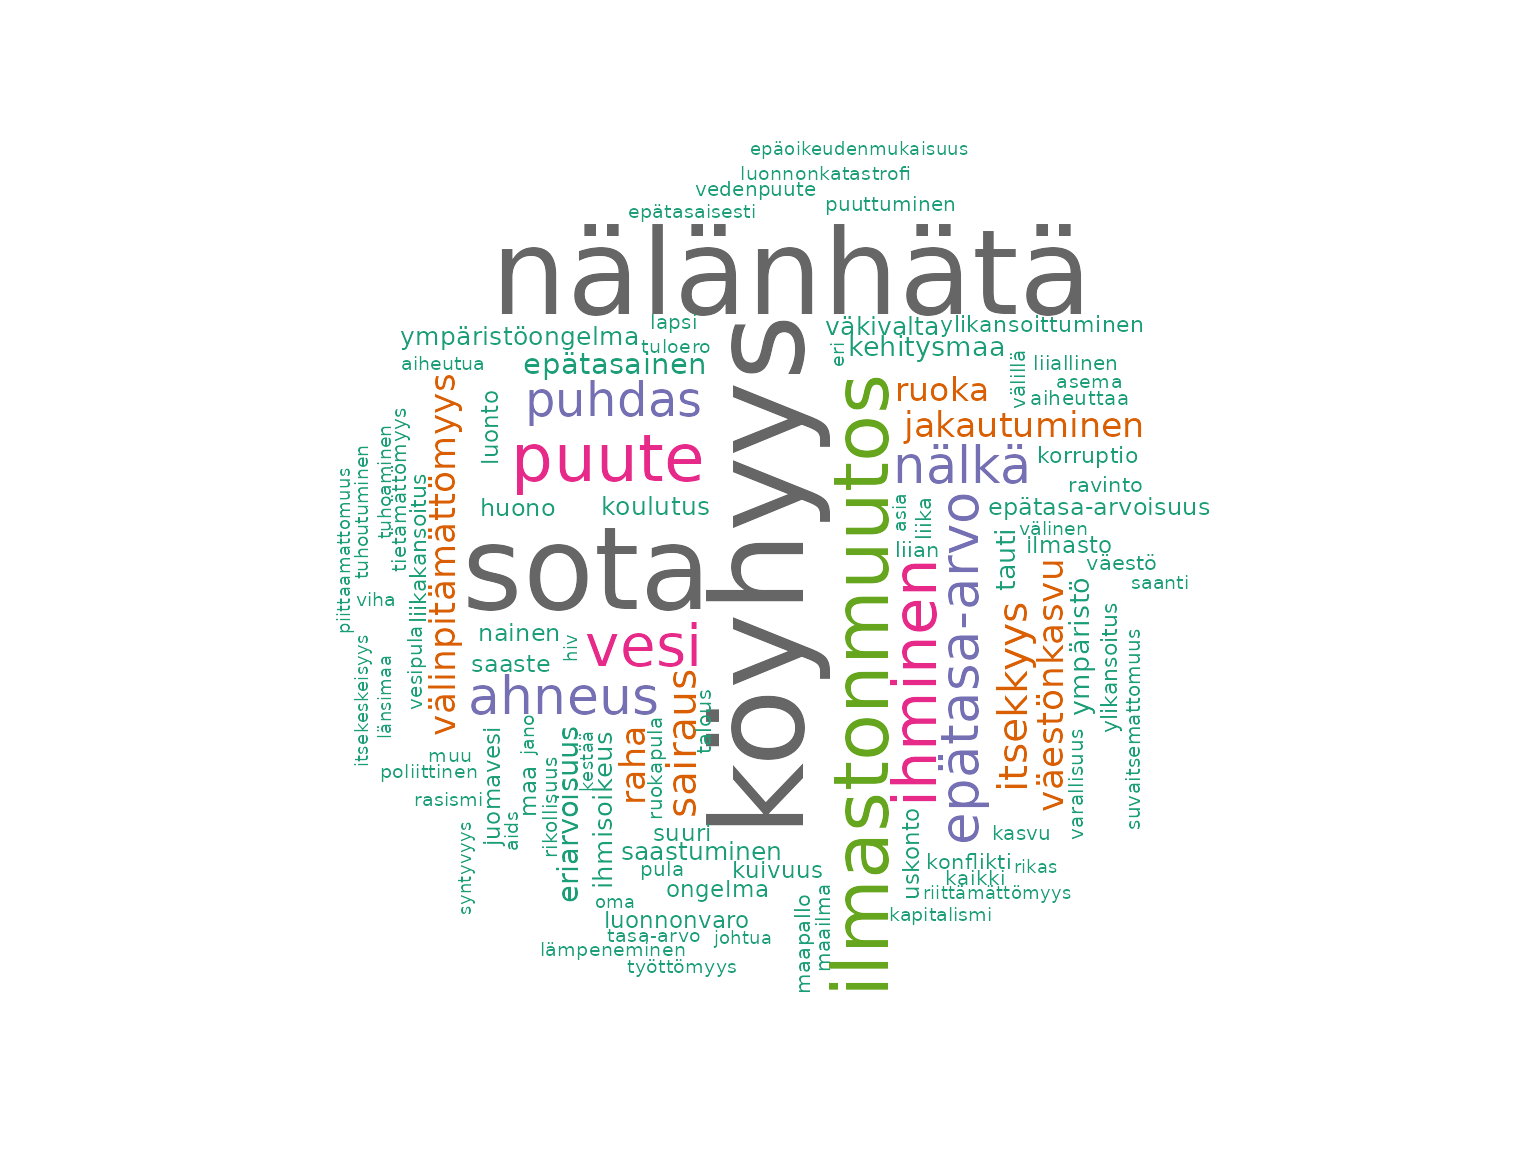 epäoikeudenmukaisuus
luonnonkatastrofi
vedenpuute
puuttuminen
epätasaisesti
nälänhätä
lapsi
väkivalta
ylikansoittuminen
ympäristöongelma
tuloero
eri
kehitysmaa
välillä
liiallinen
aiheutua
epätasainen
asema
aiheuttaa
puhdas
ruoka
jakautuminen
köyhyys
ilmastonmuutos
välinpitämättömyys
luonto
puute
nälkä
korruptio
ravinto
tuhoaminen
tietämättömyys
tuhoutuminen
piittaamattomuus
liikakansoitus
huono
koulutus
asia
liika
epätasa-arvoisuus
välinen
liian
tauti
ilmasto
väestö
saanti
sota
ihminen
epätasa-arvo
viha
nainen
hiv
vesi
saaste
vesipula
itsekeskeisyys
länsimaa
ahneus
itsekkyys
väestönkasvu
ympäristö
ylikansoitus
suvaitsemattomuus
sairaus
talous
jano
juomavesi
muu
poliittinen
maa
rikollisuus
eriarvoisuus
kestää
ihmisoikeus
raha
ruokapula
varallisuus
rasismi
aids
syntyvyys
suuri
uskonto
kasvu
saastuminen
konflikti
rikas
pula
kuivuus
kaikki
ongelma
riittämättömyys
oma
maapallo
maailma
luonnonvaro
kapitalismi
tasa-arvo
johtua
lämpeneminen
työttömyys